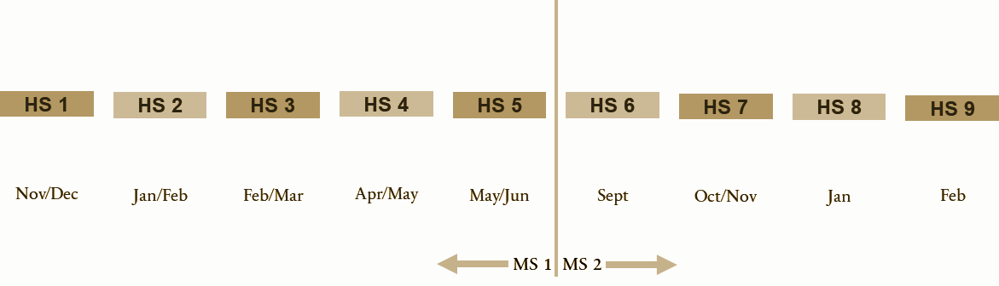 HS 1 HS 2 HS 3 HS 4 HS 5 HS 6 HS 7 HS 8 HS 9
Nov/Dec Jan/Feb Feb/Mar Apr/May May/Jun Sept Oct/Nov Jan Feb
MS 1 MS 2